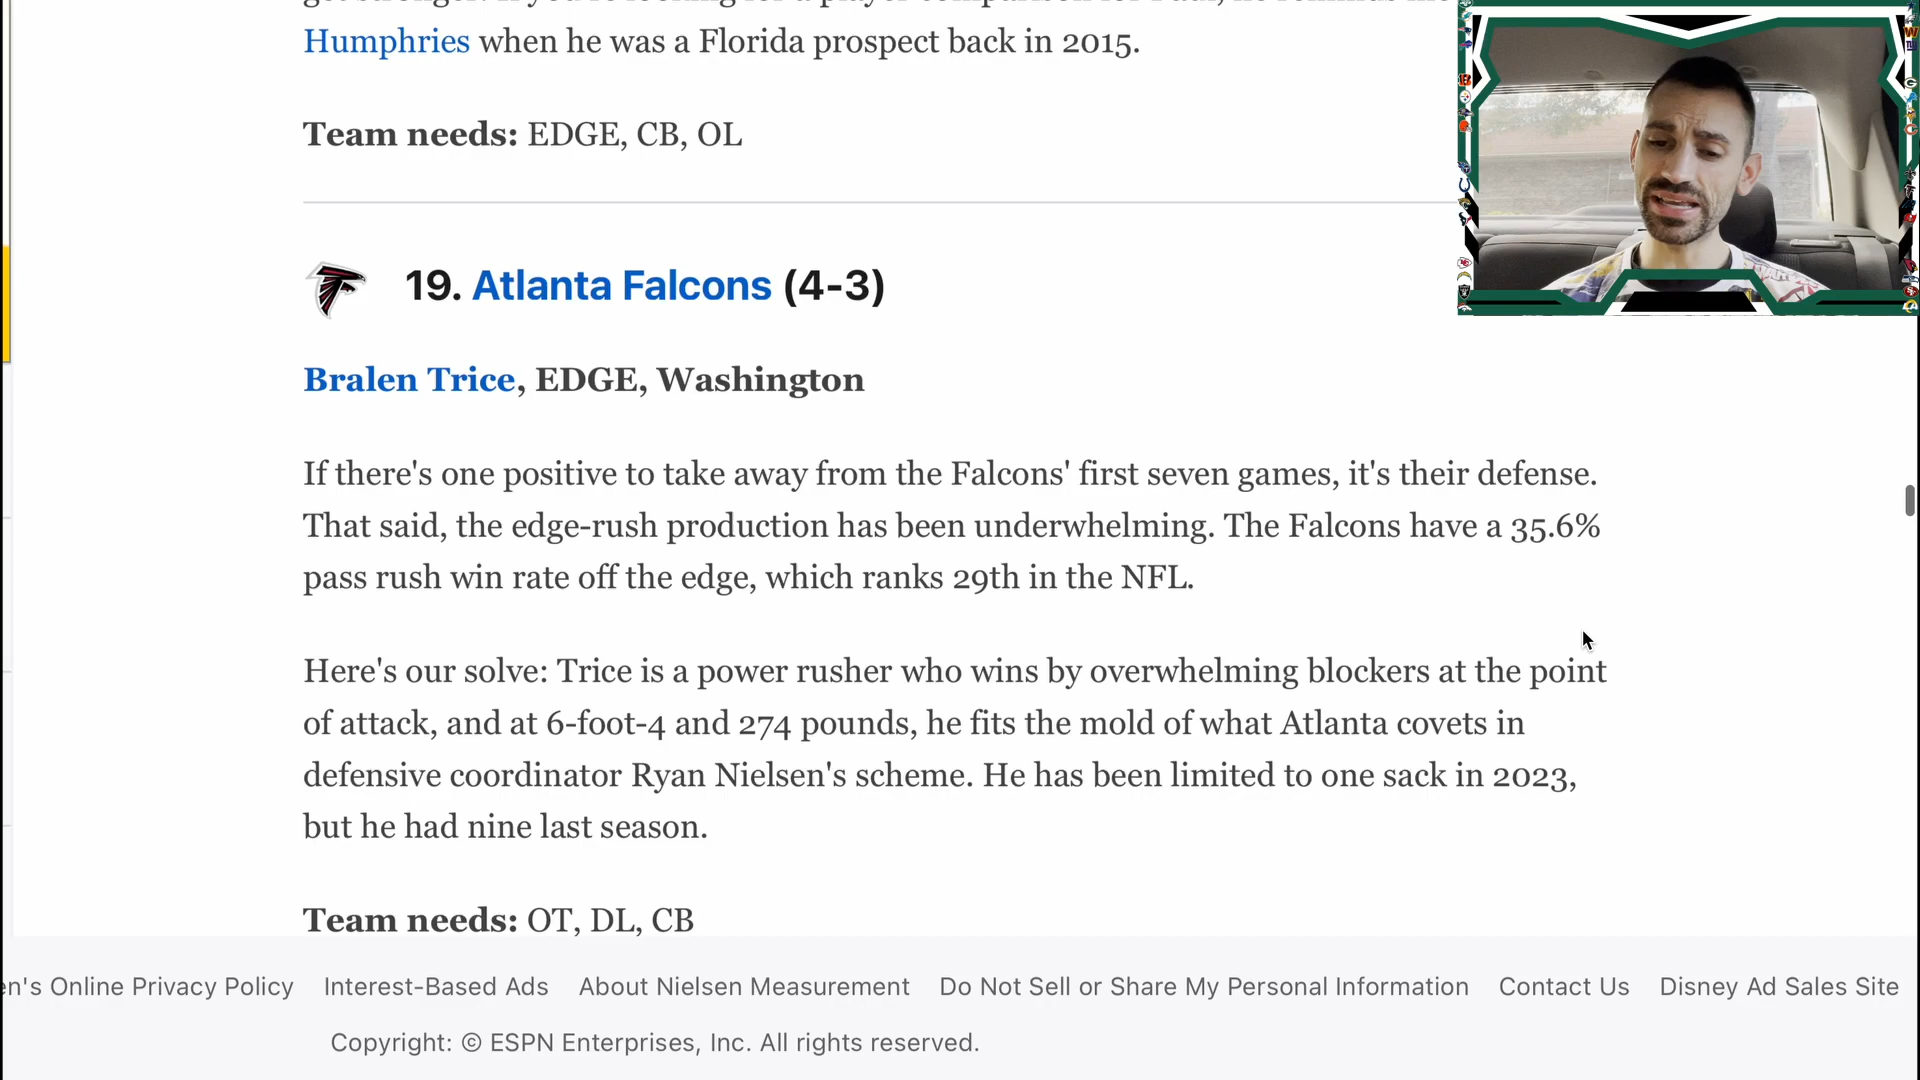 Humphries when he was a Florida prospect back in 2015.
Team needs: EDGE, CB, OL
19. Atlanta Falcons (4-3)
Bralen Trice, EDGE, Washington
If there's one positive to take away from the Falcons' first seven games, it's their defense.
That said, the edge-rush production has been underwhelming. The Falcons have a 35.6%
pass rush win rate off the edge, which ranks 29th in the NFL.
Here's our solve: Trice is a power rusher who wins by overwhelming blockers at the point
of attack, and at 6-foot-4 and 274 pounds, he fits the mold of what Atlanta covets in
defensive coordinator Ryan Nielsen's scheme. He has been limited to one sack in 2023,
but he had nine last season.
Team needs: OT, DL, CB
en's Online Privacy Policy Interest-Based Ads About Nielsen Measurement Do Not Sell or Share My Personal Information Contact Us Disney Ad Sales Site
Copyright: © ESPN Enterprises, Inc. All rights reserved.